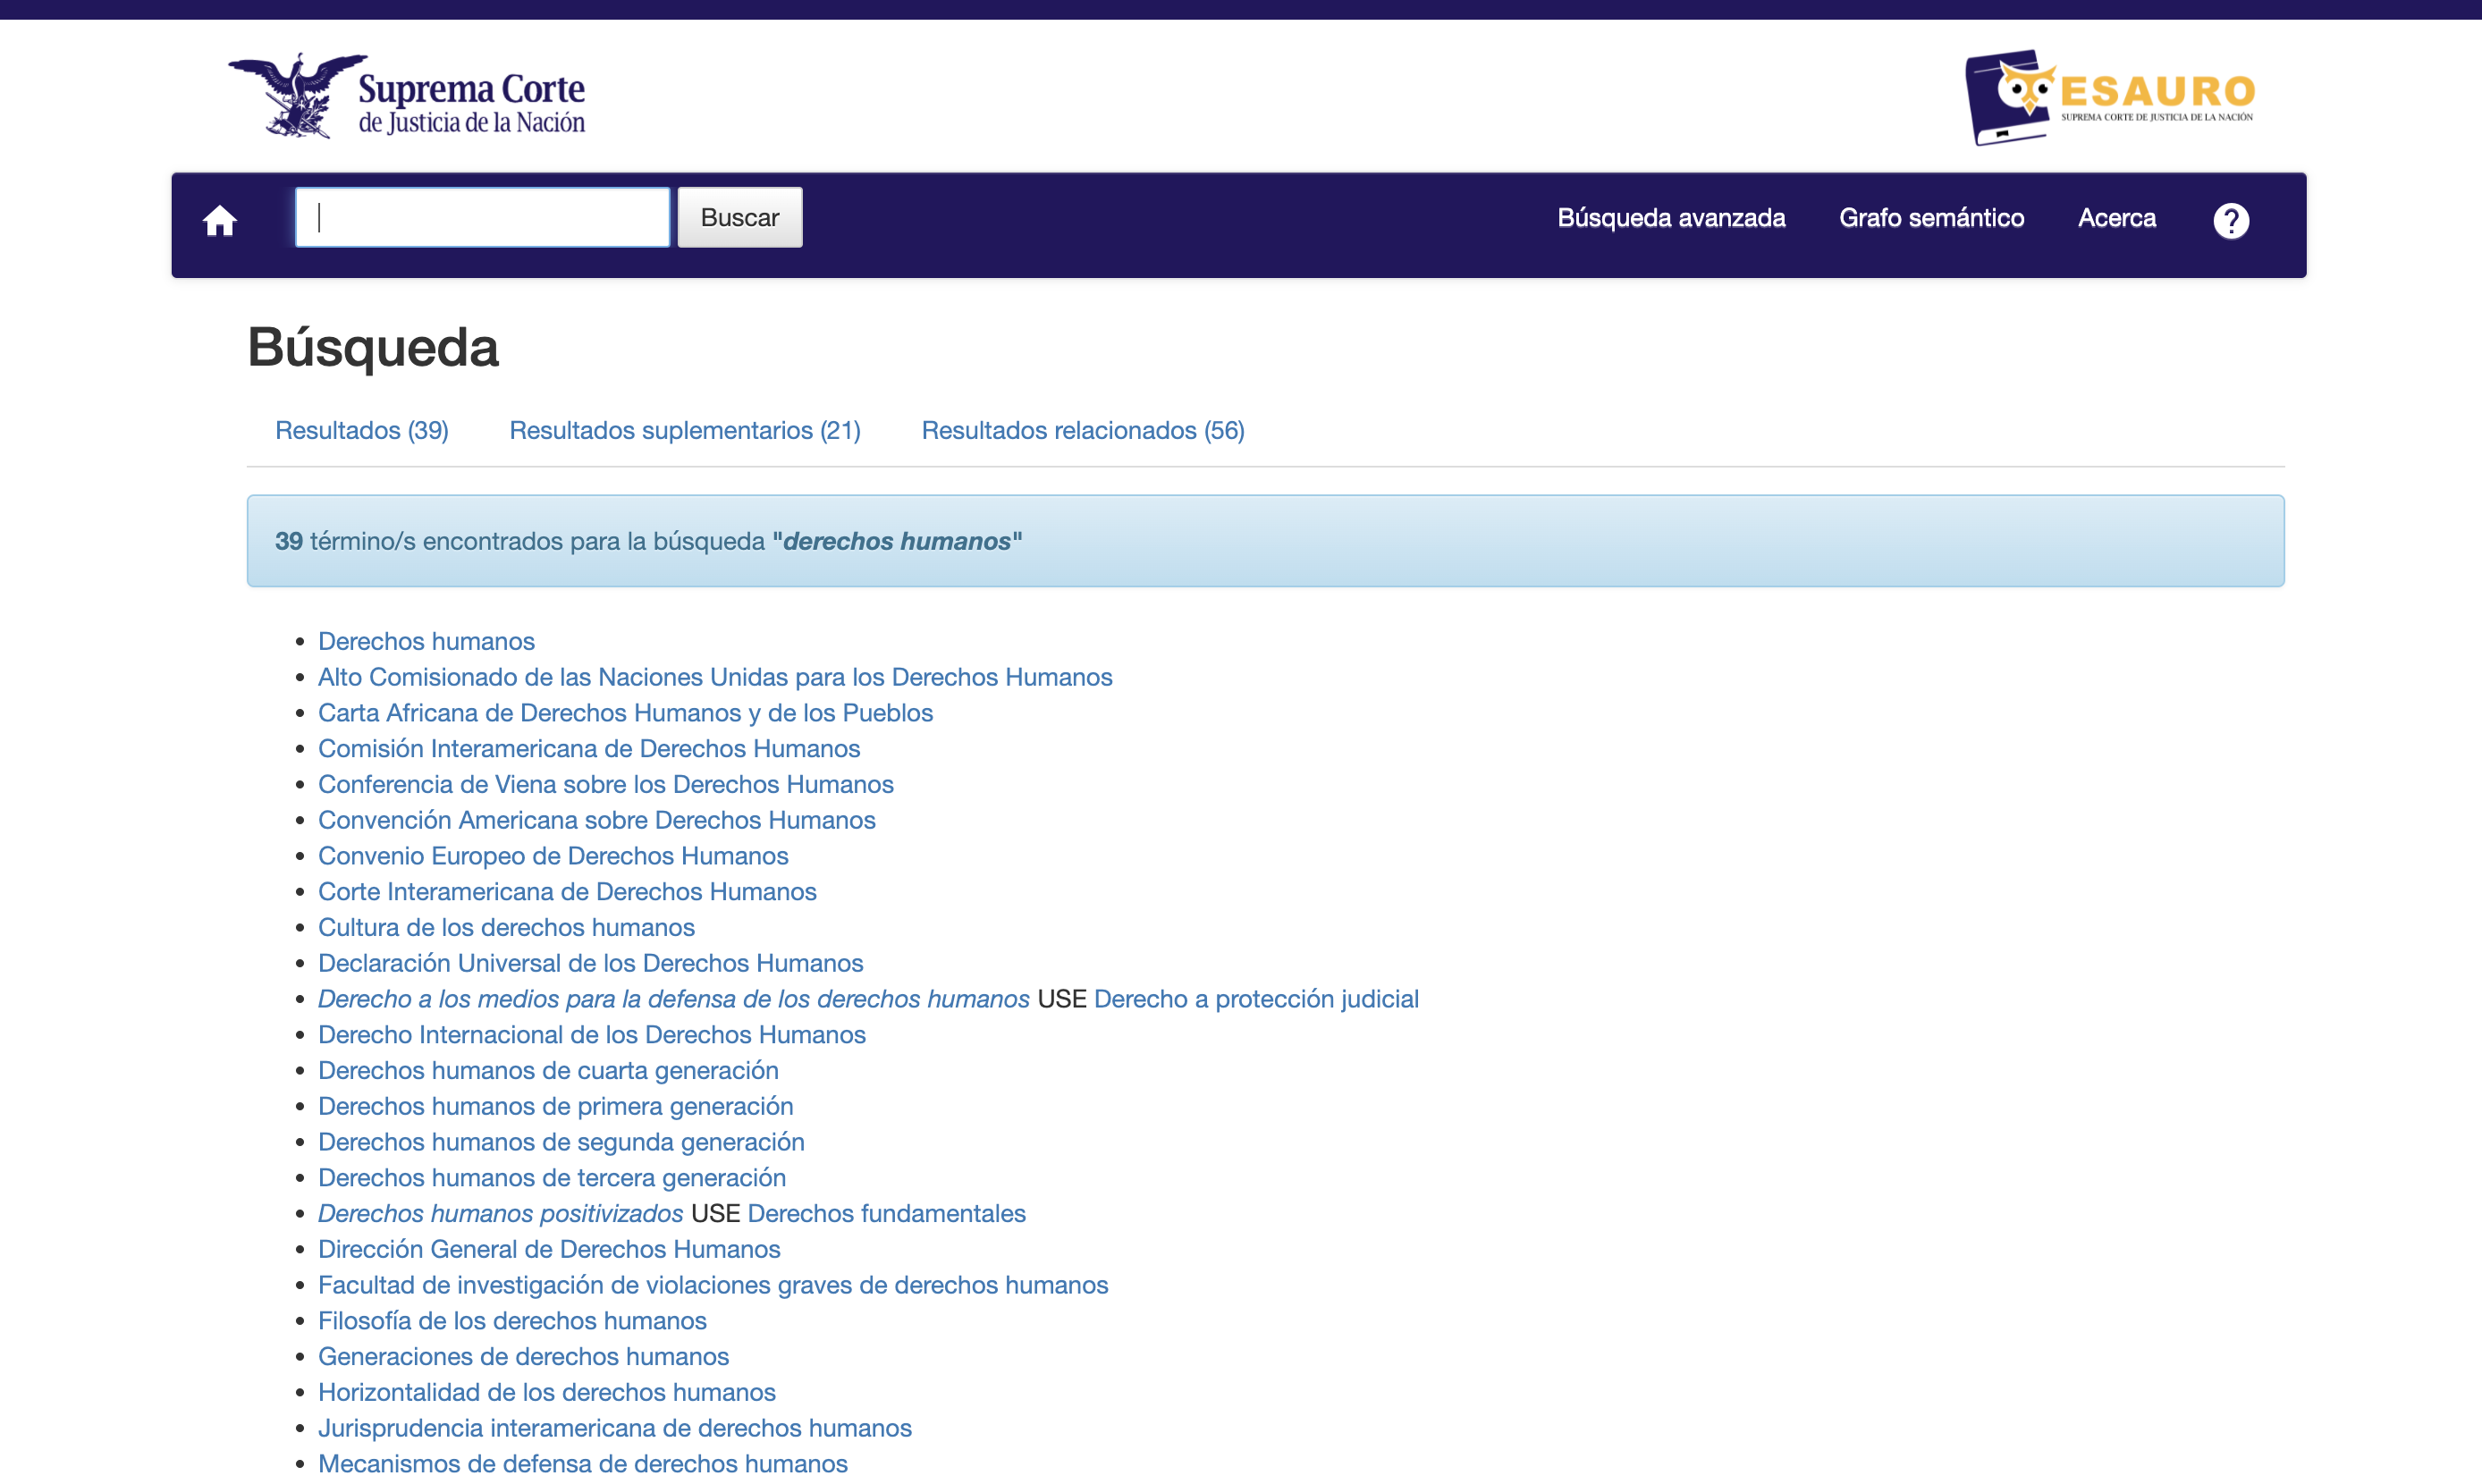 Suprema Corte
de Justicia de la Nación
ESAURO
SUPREMA CORTE DE JUSTICIA DE LA NACIÓN
Buscar
Búsqueda avanzada
Grafo semántico
Acerca
?
Búsqueda
Resultados (39)
Resultados suplementarios (21)
Resultados relacionados (56)
39 término/s encontrados para la búsqueda "derechos humanos"
Derechos humanos
Alto Comisionado de las Naciones Unidas para los Derechos Humanos
Carta Africana de Derechos Humanos y de los Pueblos
Comisión Interamericana de Derechos Humanos
Conferencia de Viena sobre los Derechos Humanos
Convención Americana sobre Derechos Humanos
Convenio Europeo de Derechos Humanos
Corte Interamericana de Derechos Humanos
Cultura de los derechos humanos
Declaración Universal de los Derechos Humanos
Derecho a los medios para la defensa de los derechos humanos USE Derecho a protección judicial
Derecho Internacional de los Derechos Humanos
Derechos humanos de cuarta generación
Derechos humanos de primera generación
Derechos humanos de segunda generación
Derechos humanos de tercera generación
Derechos humanos positivizados USE Derechos fundamentales
Dirección General de Derechos Humanos
Facultad de investigación de violaciones graves de derechos humanos
Filosofía de los derechos humanos
Generaciones de derechos humanos
Horizontalidad de los derechos humanos
Jurisprudencia interamericana de derechos humanos
Mecanismos de defensa de derechos humanos